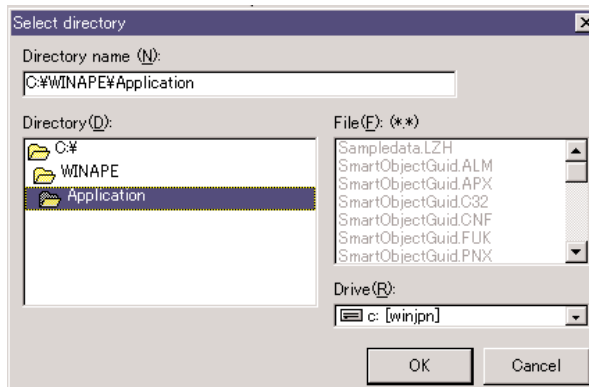 Select directory
Directory name (N):
C:¥WINAPE¥Application
Directory(D):
C:¥
WINAPE
Application
File(F): (*.*)
Sampledata.LZH
SmartObjectGuid.ALM
SmartObjectGuid.APX
SmartObjectGuid.C32
SmartObjectGuid.CNF
SmartObjectGuid.FUK
SmartObjectGuid.PNX
Drive(R):
c: [winjpn]
OK
Cancel